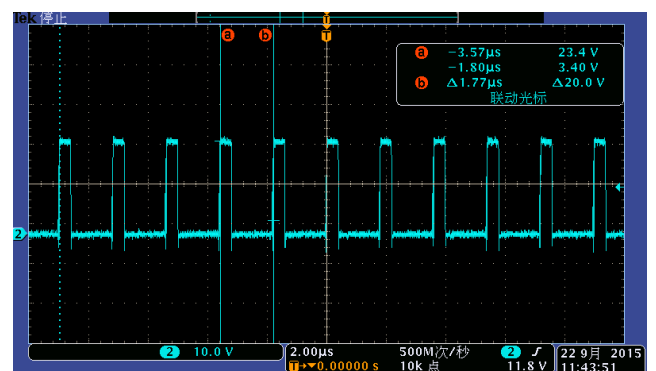 Tek 停止
a b T
T
a -3.57μs 23.4 V
-1.80μs 3.40 V
b Δ1.77μs Δ20.0 V
联动光标
2
2 10.0 V
2.00μs 500M次/秒 2
T→▼0.00000 s 10k 点 11.8 V
22 9月 2015
11:43:51